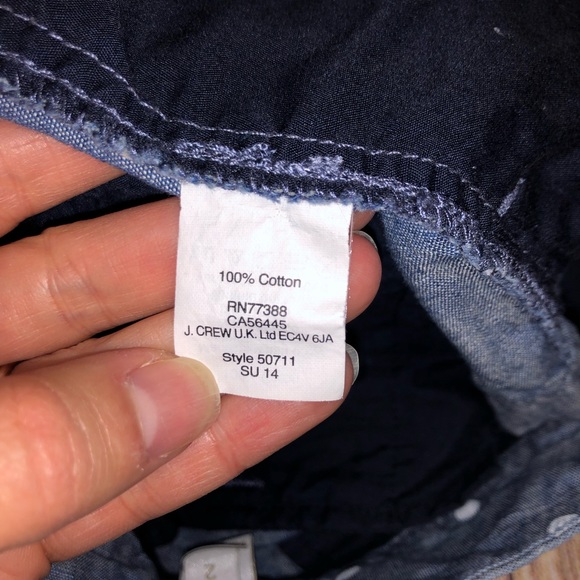 100% Cotton
RN77388
CA56445
J. CREW U.K. Ltd EC4V 6JA
Style 50711
SU 14